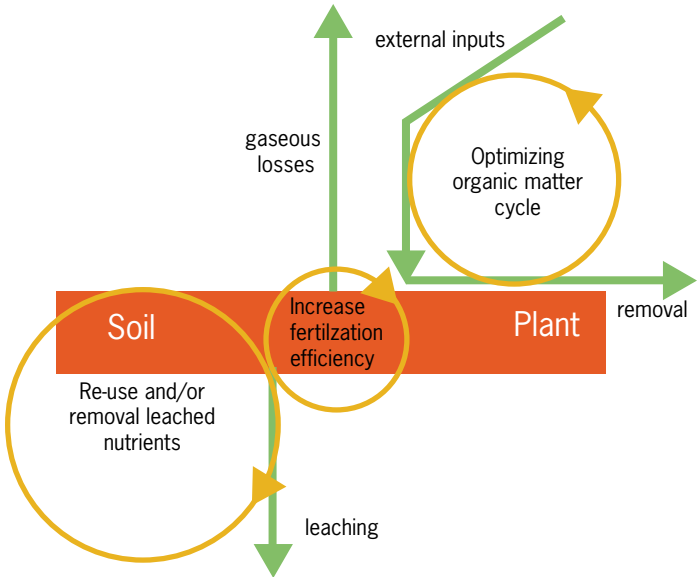 external inputs
gaseous
losses
Optimizing
organic matter
cycle
removal
Soil
Increase
fertilzation
efficiency
Plant
Re-use and/or
removal leached
nutrients
leaching